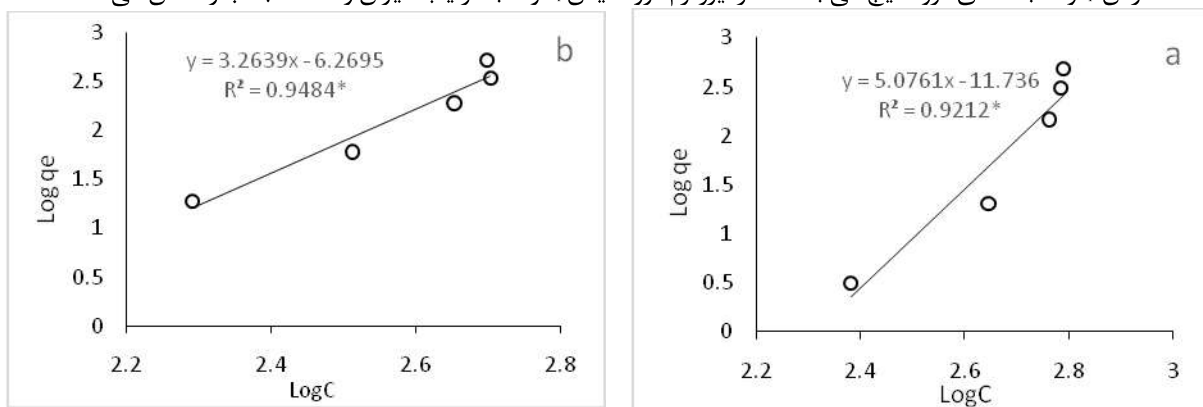 b
y = 3.2639x - 6.2695
R² = 0.9484*
3
2.5
2
1.5
1
0.5
0
Log qe
2.2
2.4
2.6
2.8
LogC
a
y = 5.0761x - 11.736
R² = 0.9212*
3
2.5
2
1.5
1
0.5
0
Log qe
2.2
2.4
2.6
2.8
3
LogC